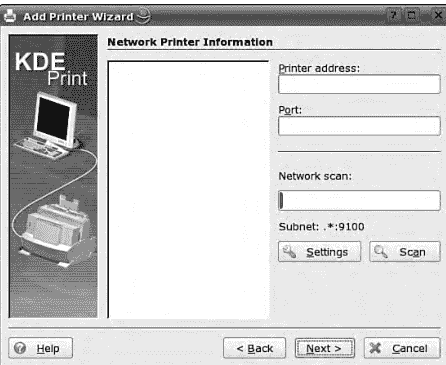 Add Printer Wizard
KDE
Print
Network Printer Information
Printer address:
Port:
Network scan:
Subnet: .*:9100
Settings
Scan
Help
< Back
Next >
Cancel